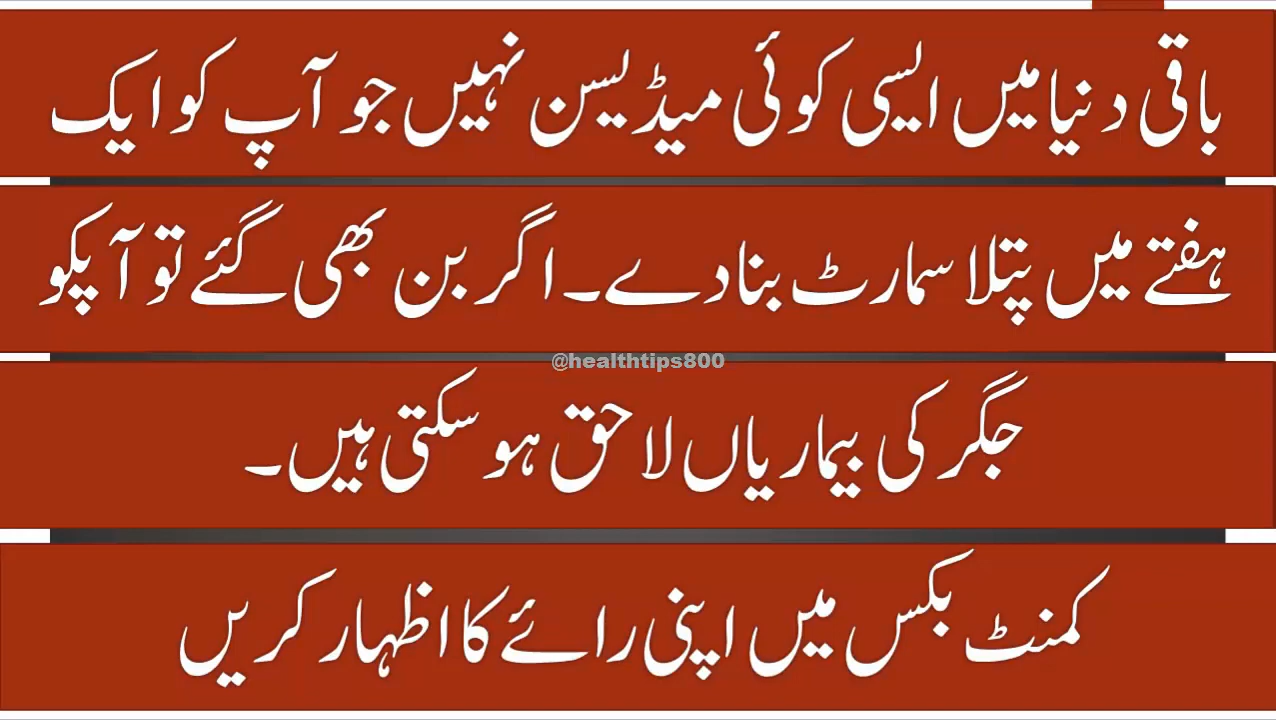 باقی دنیا میں ایسی کوئی میڈیسن نہیں جو آپ کو ایک
ہفتے میں پتلا سمارٹ بنا دے۔ اگر بن بھی گئے تو آپکو
@healthtips800
جگر کی بیماریاں لاحق ہو سکتی ہیں۔
کمنٹ بکس میں اپنی رائے کا اظہار کریں